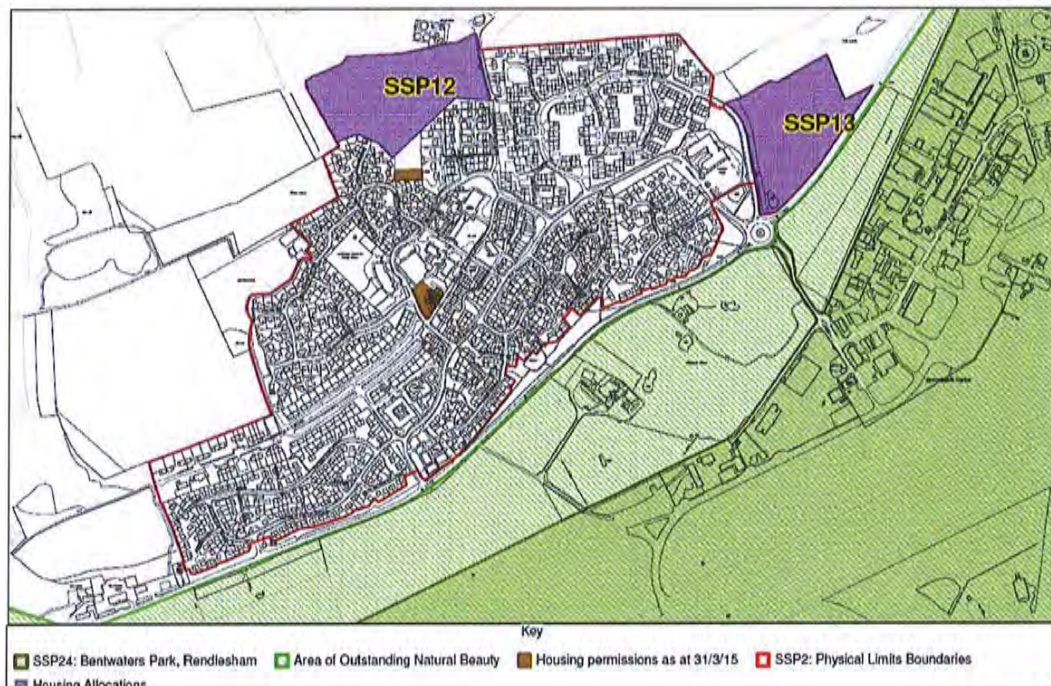 SSP12
SSP13
Key
SSP24: Bentwaters Park, Rendlesham
Area of Outstanding Natural Beauty
Housing permissions as at 31/3/15
SSP2: Physical Limits Boundaries
Housing Allocations